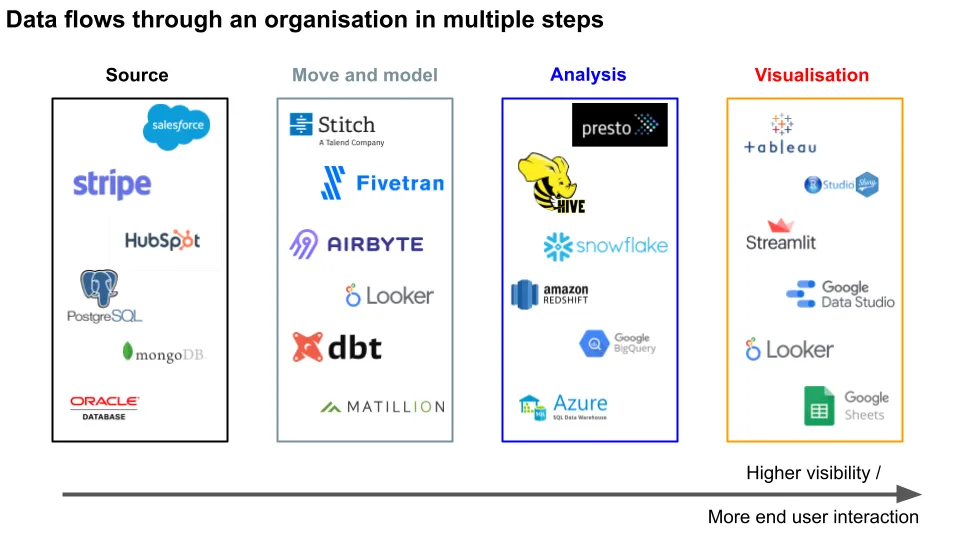 Data flows through an organisation in multiple steps
Source
Move and model
Analysis
Visualisation
salesforce
stripe
HubSpot
PostgreSQL
mongoDB.
ORACLE
DATABASE
Stitch
A Talend Company
Fivetran
AIRBYTE
Looker
dbt
MATILLION
presto
HIVE
snowflake
amazon
REDSHIFT
Google
BigQuery
Azure
SQL Data Warehouse
+ableau
R Studio Shiny
Streamlit
Google
Data Studio
Looker
Google
Sheets
Higher visibility /
More end user interaction